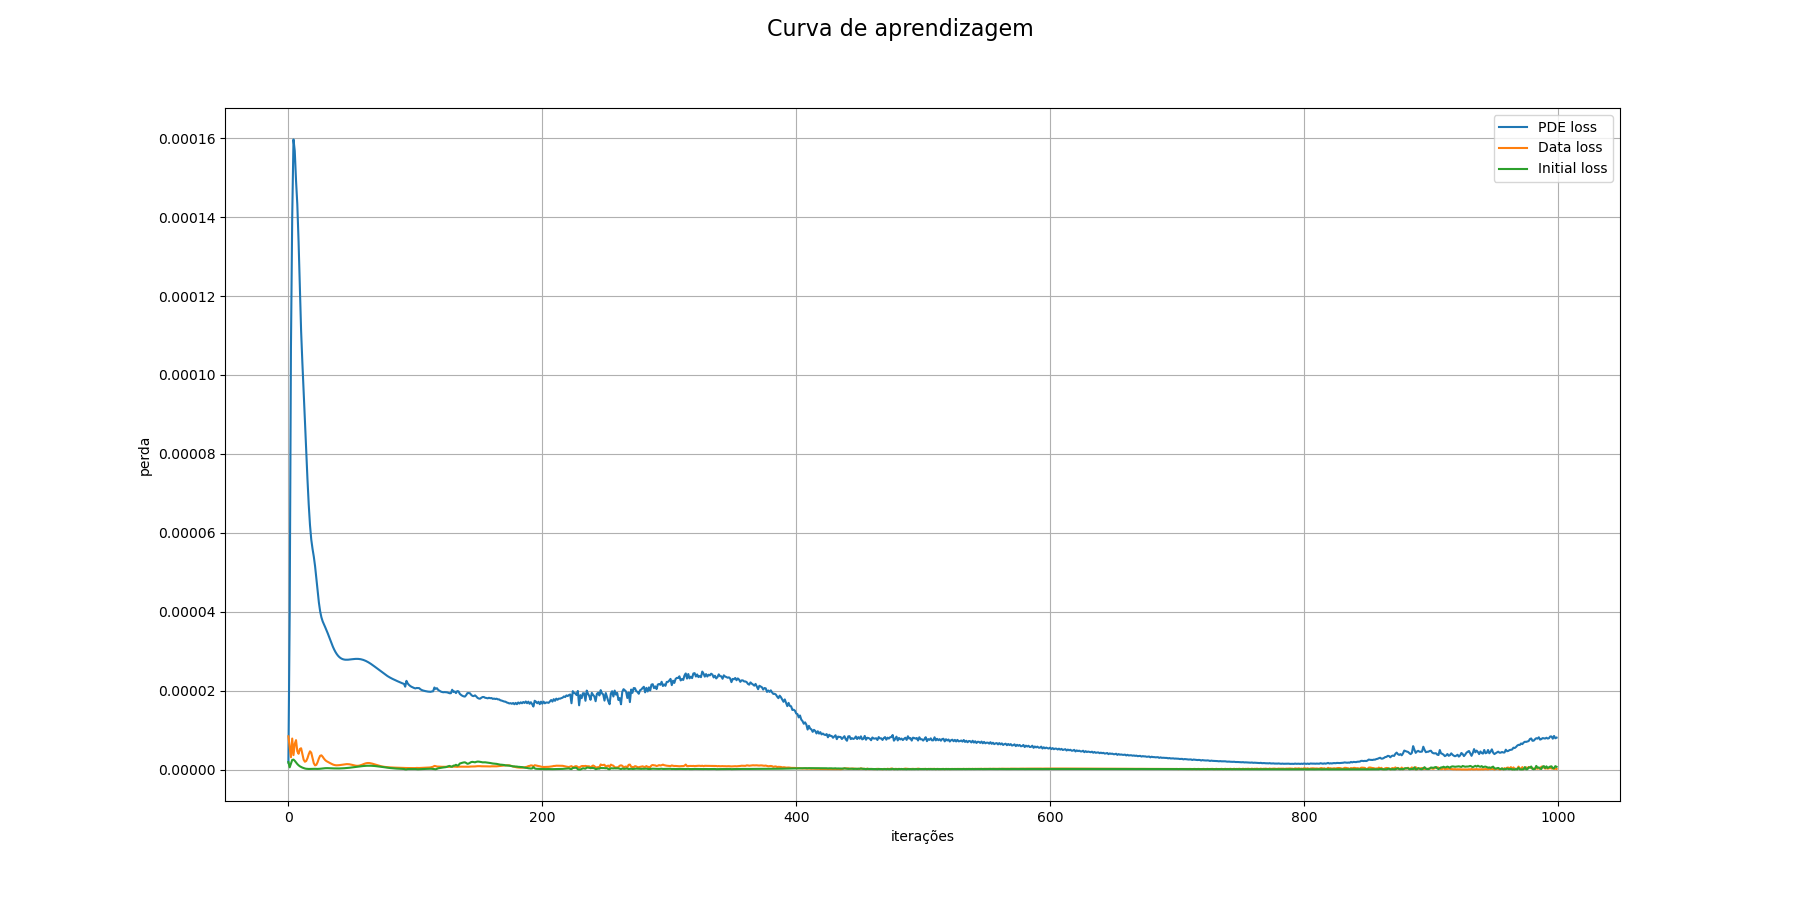 Curva de aprendizagem
0.00016
0.00014
0.00012
0.00010
0.00008
0.00006
0.00004
0.00002
0.00000
perda
PDE loss
Data loss
Initial loss
0 200 400 600 800 1000
iterações